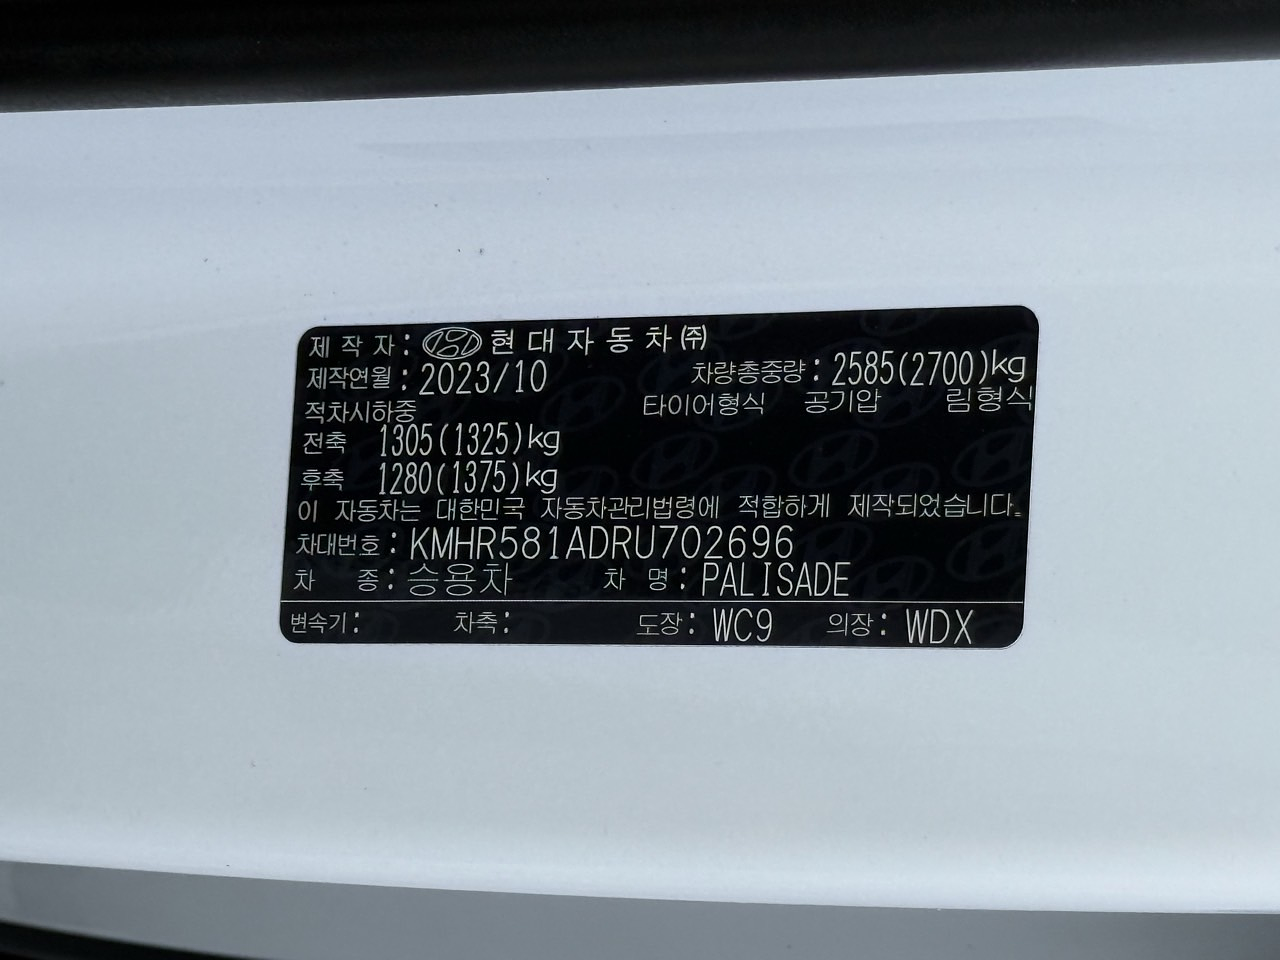 제 작 자 : 현대자동차㈜
제작연월 : 2023/10 차량총중량 : 2585(2700)kg
적차시하중 타이어형식 공기압 림형식
전축 1305(1325)kg
후축 1280(1375)kg
이 자동차는 대한민국 자동차관리법령에 적합하게 제작되었습니다.
차대번호 : KMHR581ADRU702696
차 종 : 승용차 차 명 : PALISADE
변속기 : 차축 : 도장 : WC9 의장 : WDX